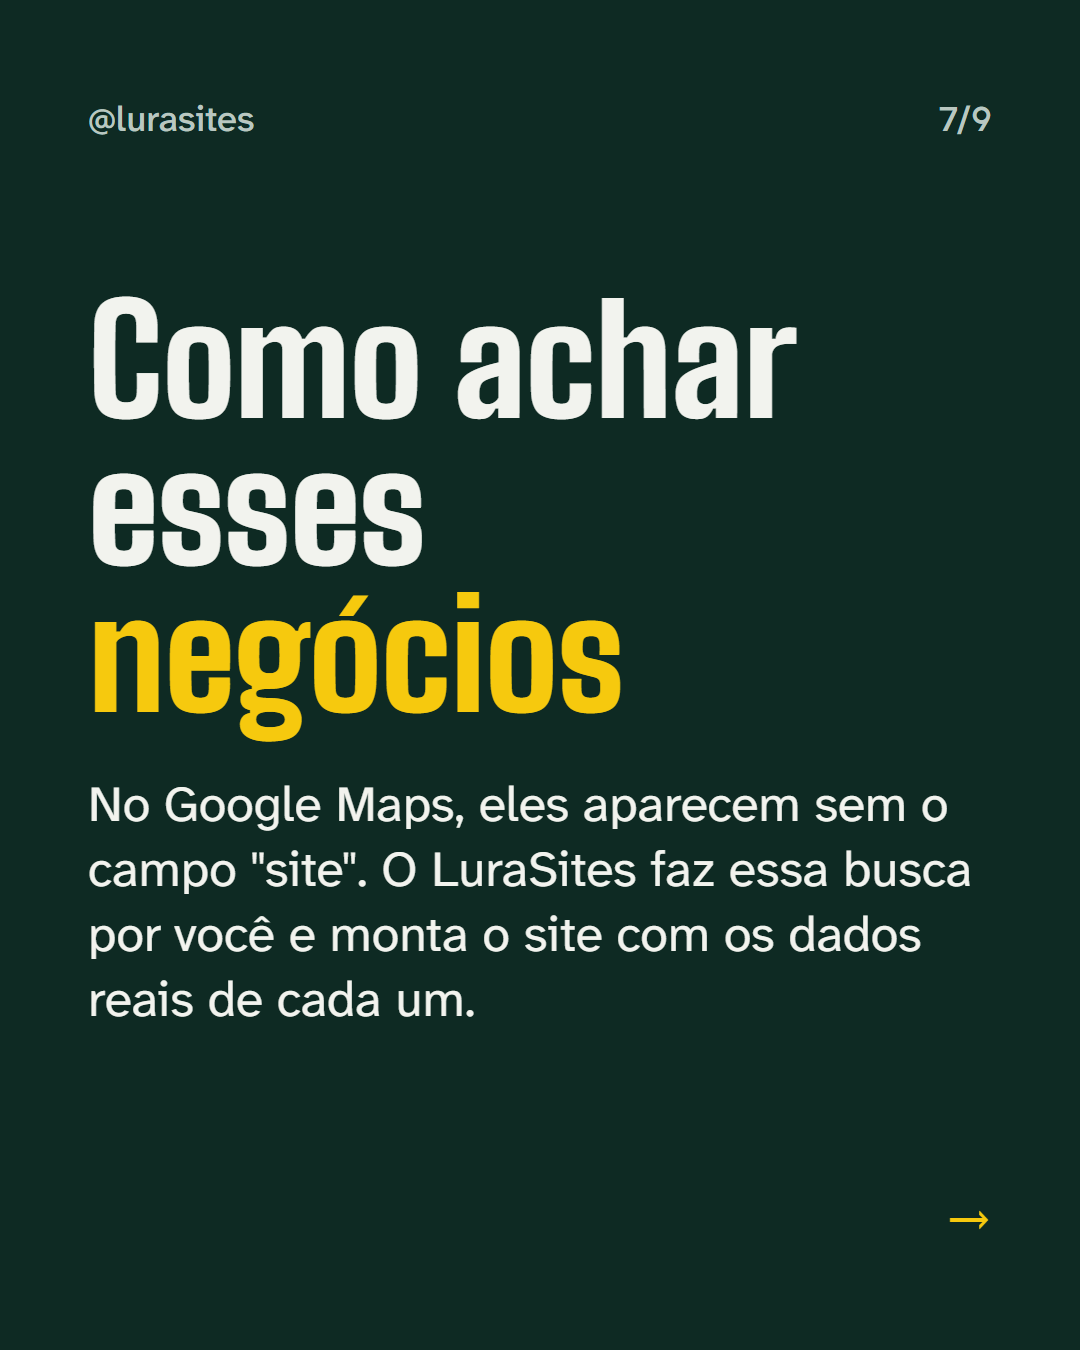 @lurasites
7/9
Como achar
esses
negócios
No Google Maps, eles aparecem sem o
campo "site". O LuraSites faz essa busca
por você e monta o site com os dados
reais de cada um.
→